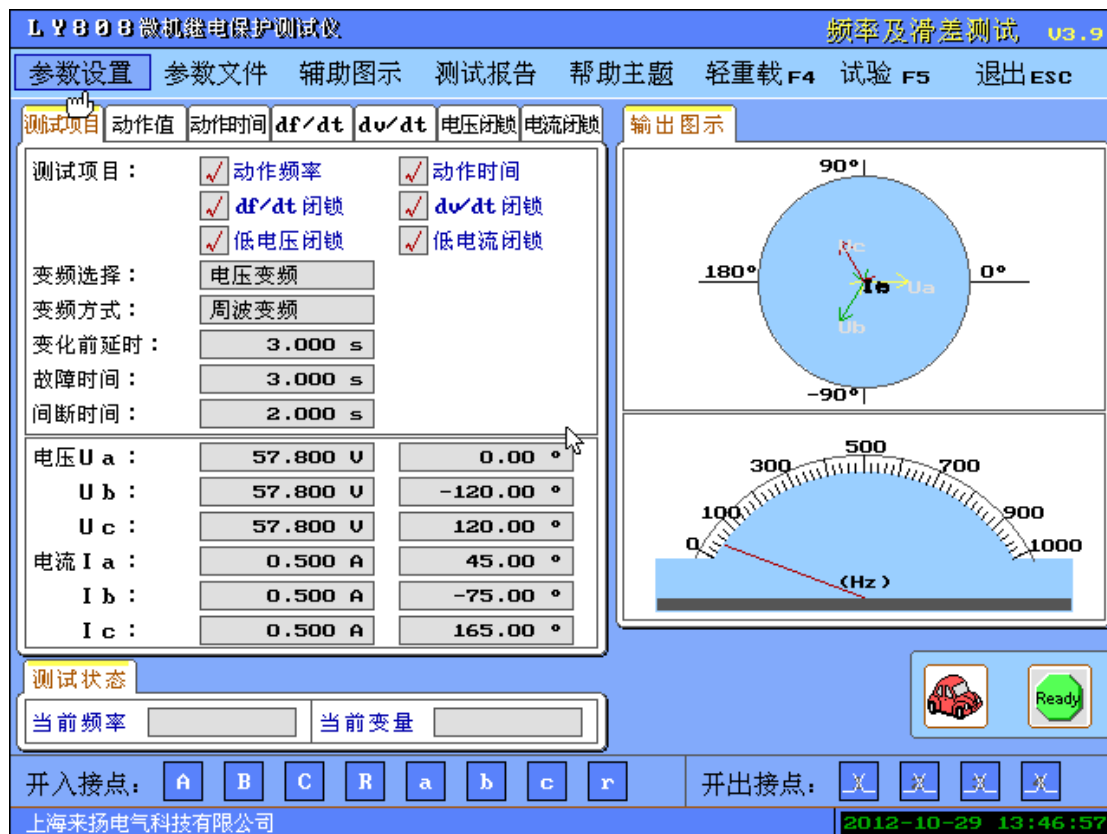 LY808微机继电保护测试仪 频率及滑差测试 V3.9
参数设置 参数文件 辅助图示 测试报告 帮助主题 轻重载F4 试验 F5 退出ESC
测试项目 动作值 动作时间 df/dt dv/dt 电压闭锁 电流闭锁 输出图示
测试项目： 动作频率 动作时间
df/dt 闭锁 dv/dt 闭锁
低电压闭锁 低电流闭锁
变频选择： 电压变频
变频方式： 周波变频
变化前延时： 3.000 s
故障时间： 3.000 s
间断时间： 2.000 s
电压Ua： 57.800 V 0.00 °
Ub： 57.800 V -120.00 °
Uc： 57.800 V 120.00 °
电流Ia： 0.500 A 45.00 °
Ib： 0.500 A -75.00 °
Ic： 0.500 A 165.00 °
90°
180° 0°
Uc
Ua
Ub
-90°
500
300 700
100 900
0 1000
(Hz)
测试状态
当前频率 当前变量
Ready
开入接点： A B C R a b c r 开出接点： X X X X
上海来扬电气科技有限公司 2012-10-29 13:46:57